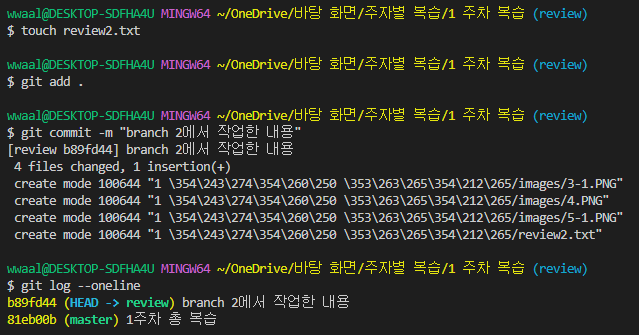 wwaal@DESKTOP-SDFHA4U MINGW64 ~/OneDrive/바탕 화면/주자별 복습/1 주차 복습 (review)
$ touch review2.txt
wwaal@DESKTOP-SDFHA4U MINGW64 ~/OneDrive/바탕 화면/주자별 복습/1 주차 복습 (review)
$ git add .
wwaal@DESKTOP-SDFHA4U MINGW64 ~/OneDrive/바탕 화면/주자별 복습/1 주차 복습 (review)
$ git commit -m "branch 2에서 작업한 내용"
[review b89fd44] branch 2에서 작업한 내용
 4 files changed, 1 insertion(+)
 create mode 100644 "1 \354\243\274\354\260\250 \353\263\265\354\212\265/images/3-1.PNG"
 create mode 100644 "1 \354\243\274\354\260\250 \353\263\265\354\212\265/images/4.PNG"
 create mode 100644 "1 \354\243\274\354\260\250 \353\263\265\354\212\265/images/5-1.PNG"
 create mode 100644 "1 \354\243\274\354\260\250 \353\263\265\354\212\265/review2.txt"
wwaal@DESKTOP-SDFHA4U MINGW64 ~/OneDrive/바탕 화면/주자별 복습/1 주차 복습 (review)
$ git log --oneline
b89fd44 (HEAD -> review) branch 2에서 작업한 내용
81eb00b (master) 1주차 총 복습